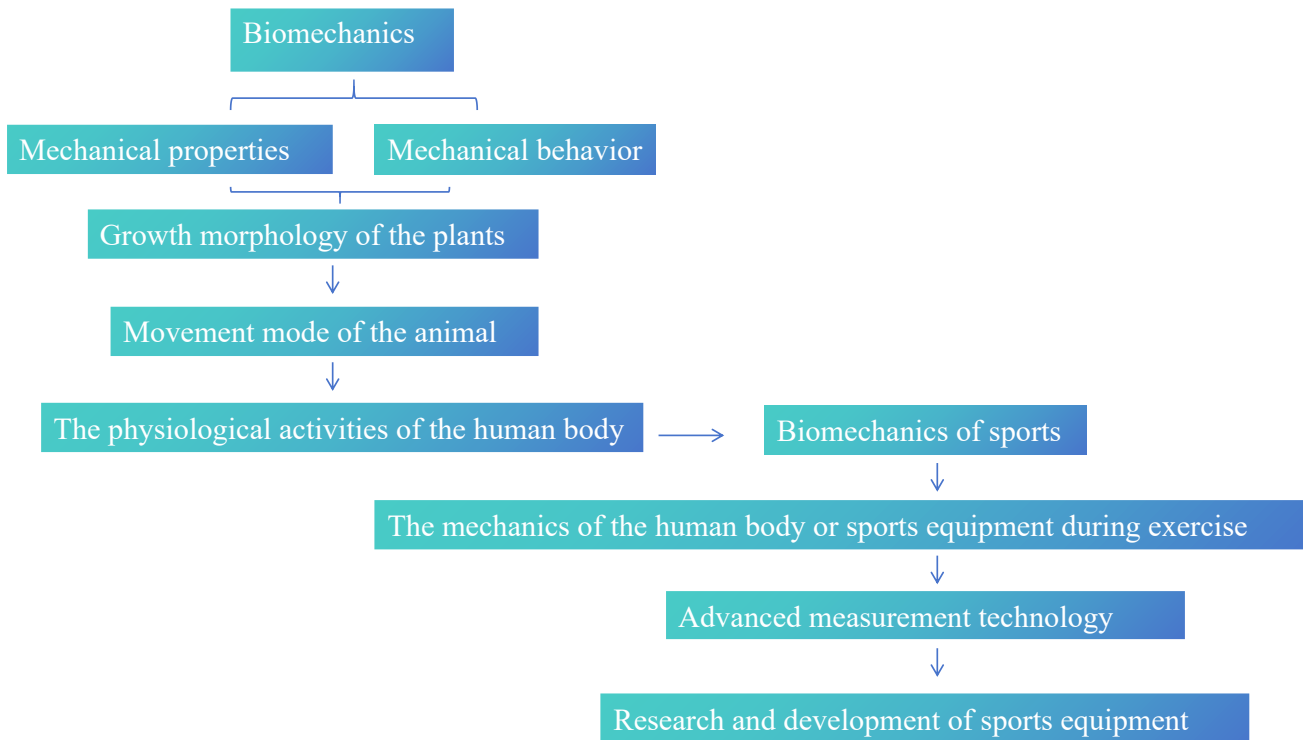 Biomechanics
Mechanical properties
Mechanical behavior
Growth morphology of the plants
Movement mode of the animal
The physiological activities of the human body
Biomechanics of sports
The mechanics of the human body or sports equipment during exercise
Advanced measurement technology
Research and development of sports equipment